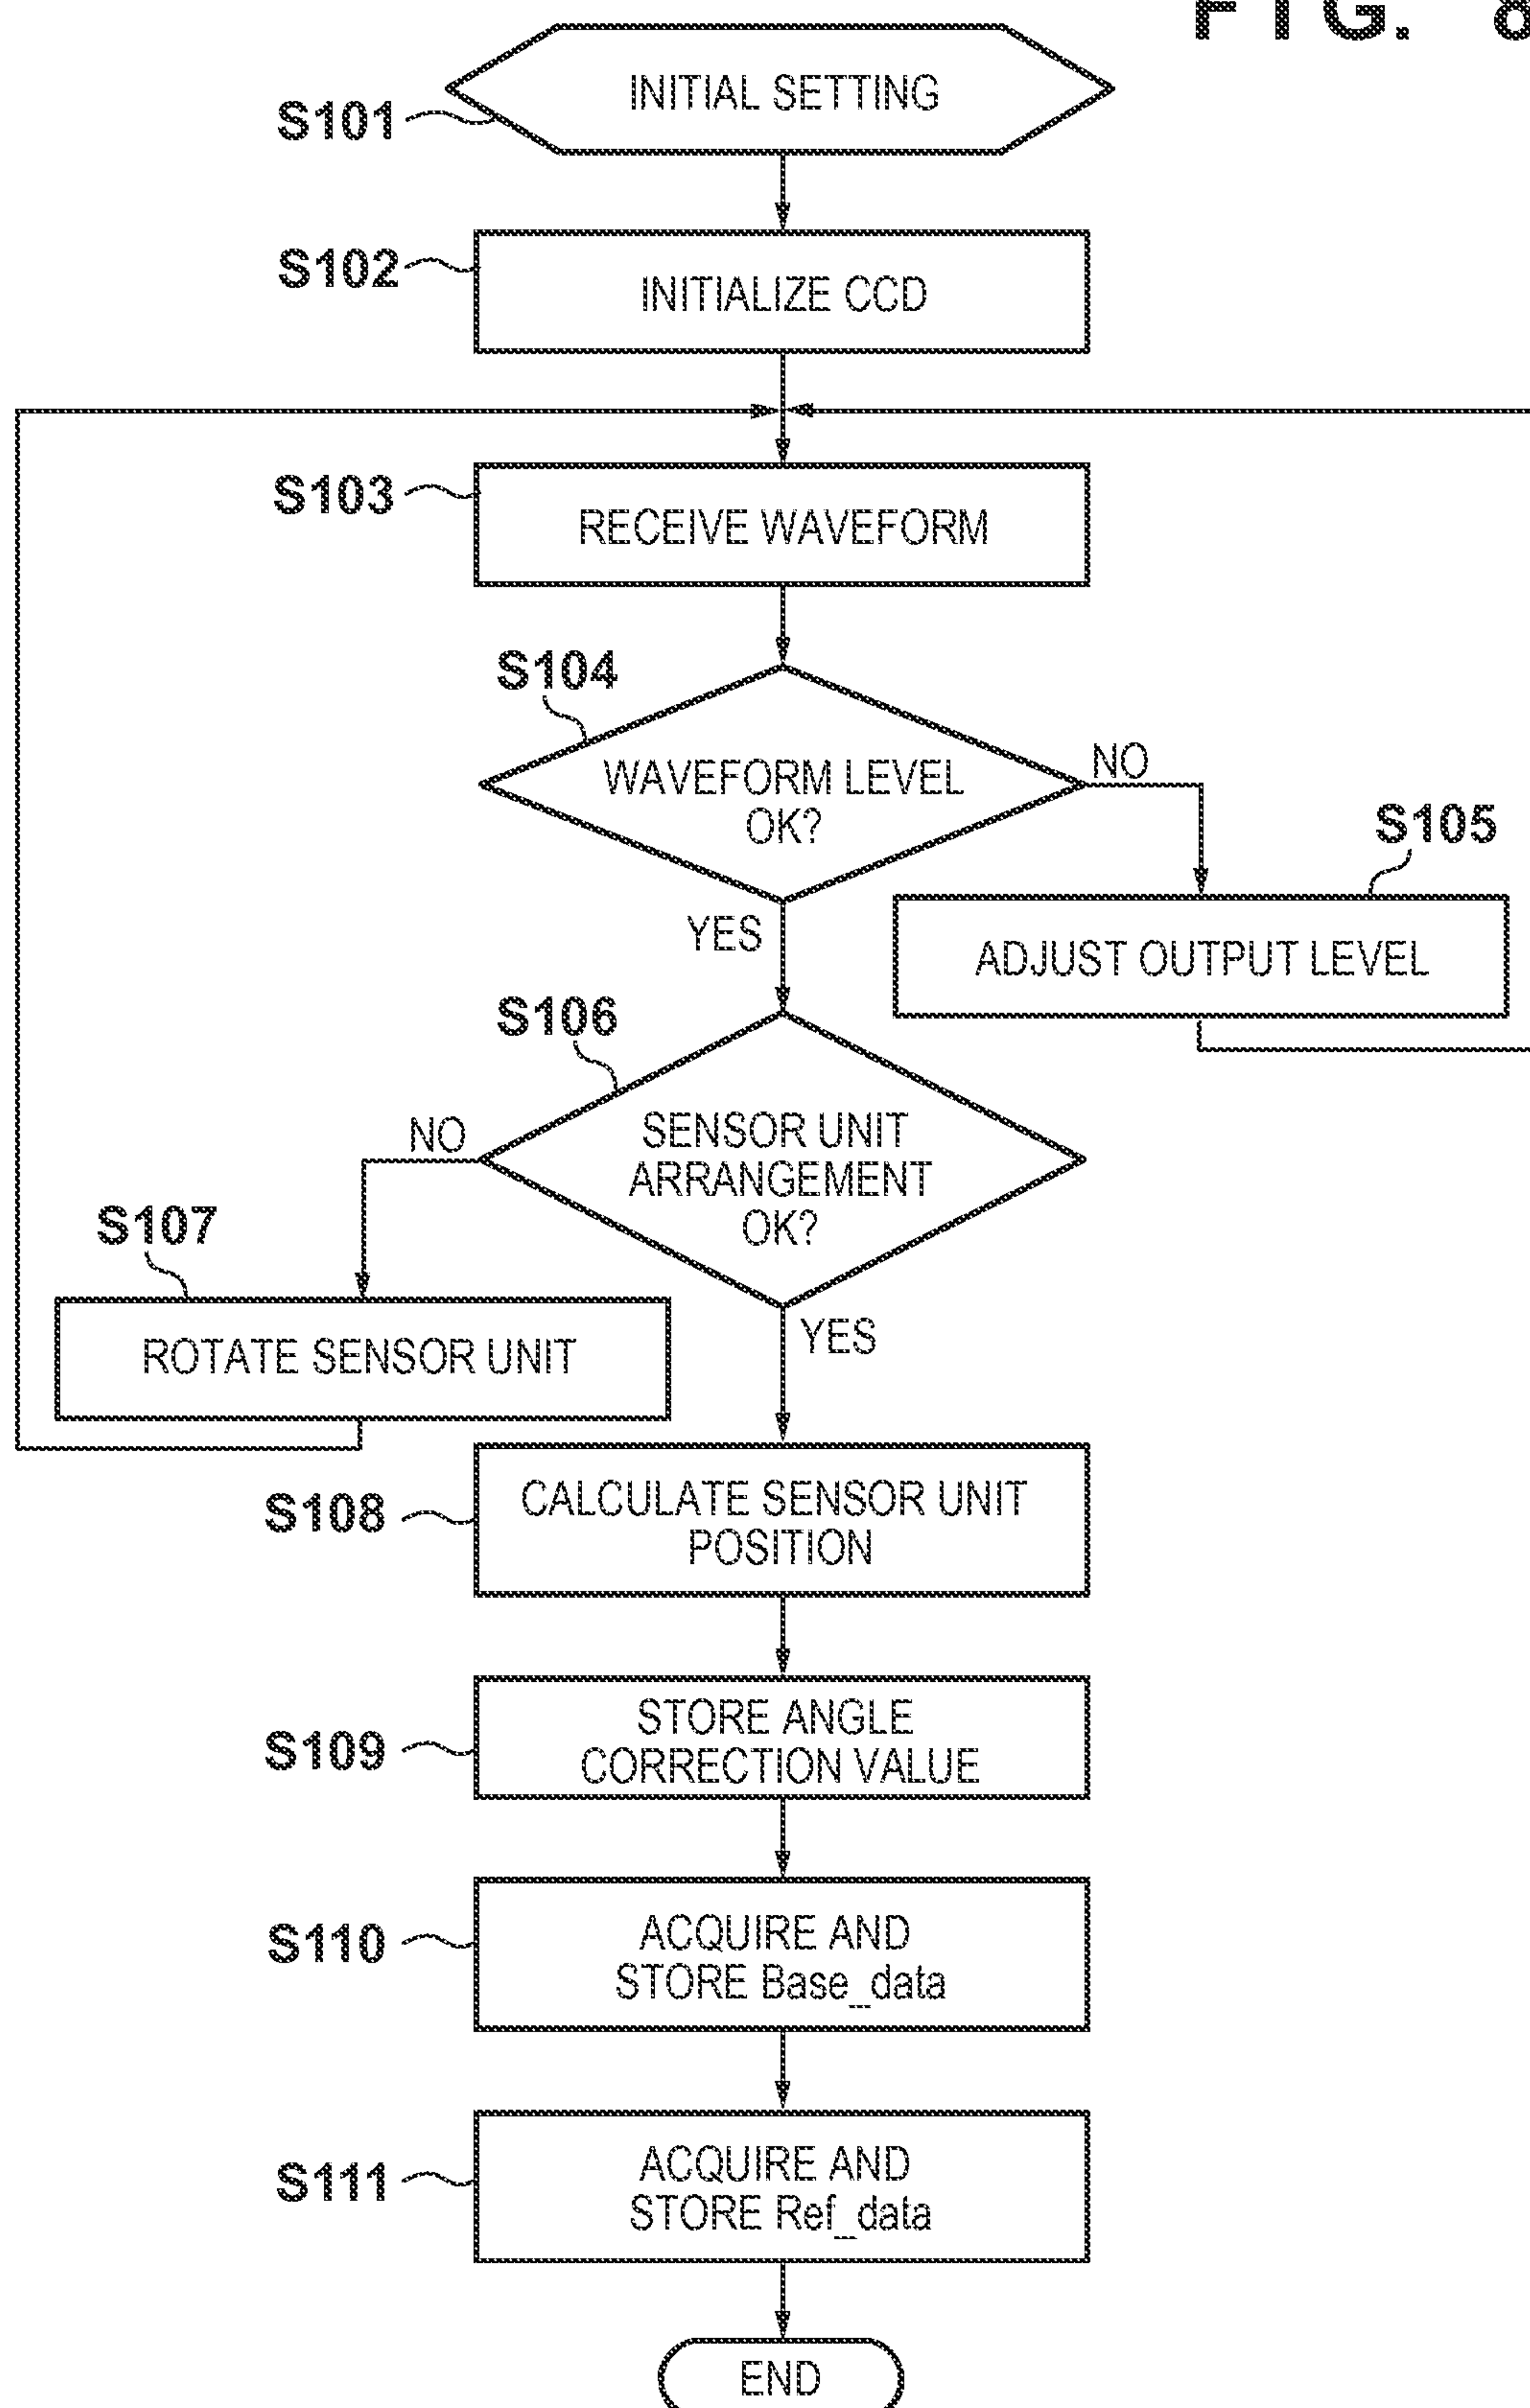 FIG. 8
INITIAL SETTING
S101
S102
INITIALIZE CCD
S103
RECEIVE WAVEFORM
S104
WAVEFORM LEVEL
OK?
NO
S105
YES
ADJUST OUTPUT LEVEL
S106
NO
SENSOR UNIT
ARRANGEMENT
OK?
S107
YES
ROTATE SENSOR UNIT
S108
CALCULATE SENSOR UNIT
POSITION
S109
STORE ANGLE
CORRECTION VALUE
S110
ACQUIRE AND
STORE Base_data
S111
ACQUIRE AND
STORE Ref_data
END